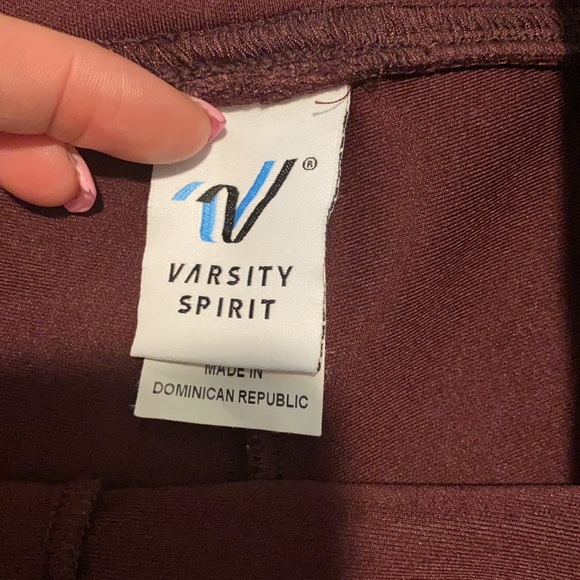 ®
VARSITY
SPIRIT
MADE IN
DOMINICAN REPUBLIC